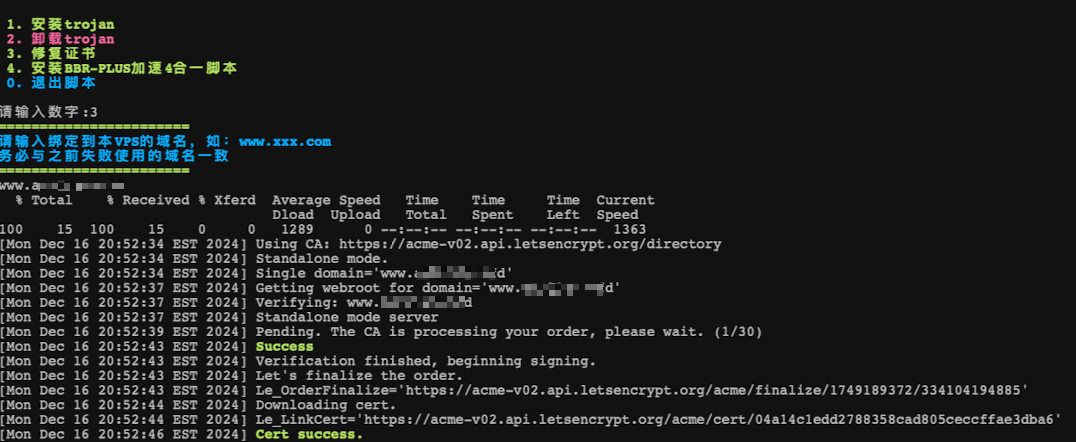 1. 安装trojan
2. 卸载trojan
3. 修复证书
4. 安装BBR-PLUS加速4合一脚本
0. 退出脚本
请输入数字:3
=======================
请输入绑定到本VPS的域名，如：www.xxx.com
务必与之前失败使用的域名一致
=======================
www.a
% Total % Received % Xferd Average Speed Time Time Time Current
Dload Upload Total Spent Left Speed
100 15 100 15 0 0 1289 0 --:--:-- --:--:-- --:--:-- 1363
[Mon Dec 16 20:52:34 EST 2024] Using CA: https://acme-v02.api.letsencrypt.org/directory
[Mon Dec 16 20:52:34 EST 2024] Standalone mode.
[Mon Dec 16 20:52:34 EST 2024] Single domain='www.a d'
[Mon Dec 16 20:52:37 EST 2024] Getting webroot for domain='www. d'
[Mon Dec 16 20:52:37 EST 2024] Verifying: www. d
[Mon Dec 16 20:52:37 EST 2024] Standalone mode server
[Mon Dec 16 20:52:39 EST 2024] Pending. The CA is processing your order, please wait. (1/30)
[Mon Dec 16 20:52:43 EST 2024] Success
[Mon Dec 16 20:52:43 EST 2024] Verification finished, beginning signing.
[Mon Dec 16 20:52:43 EST 2024] Let's finalize the order.
[Mon Dec 16 20:52:43 EST 2024] Le_OrderFinalize='https://acme-v02.api.letsencrypt.org/acme/finalize/1749189372/334104194885'
[Mon Dec 16 20:52:44 EST 2024] Downloading cert.
[Mon Dec 16 20:52:44 EST 2024] Le_LinkCert='https://acme-v02.api.letsencrypt.org/acme/cert/04a14c1edd2788358cad805ceccffae3dba6'
[Mon Dec 16 20:52:46 EST 2024] Cert success.